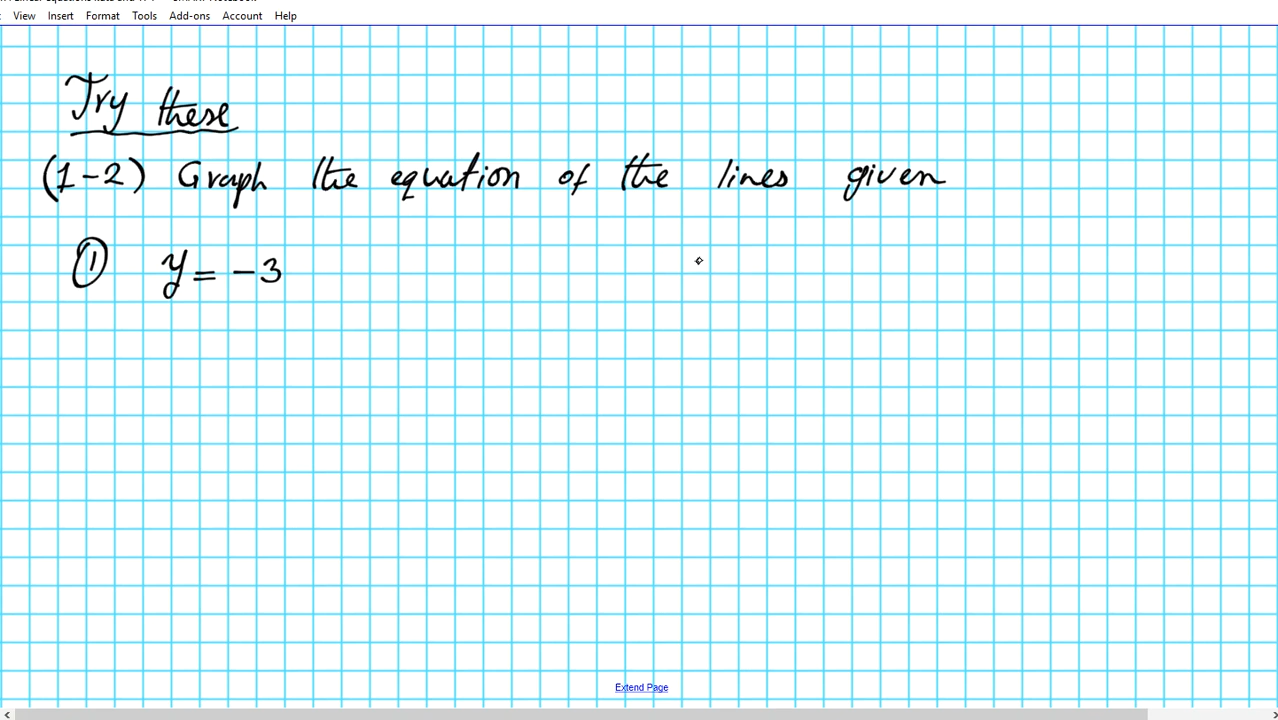 View Insert Format Tools Add-ons Account Help
Try these
(1-2) Graph the equation of the lines given
① y = -3
Extend Page